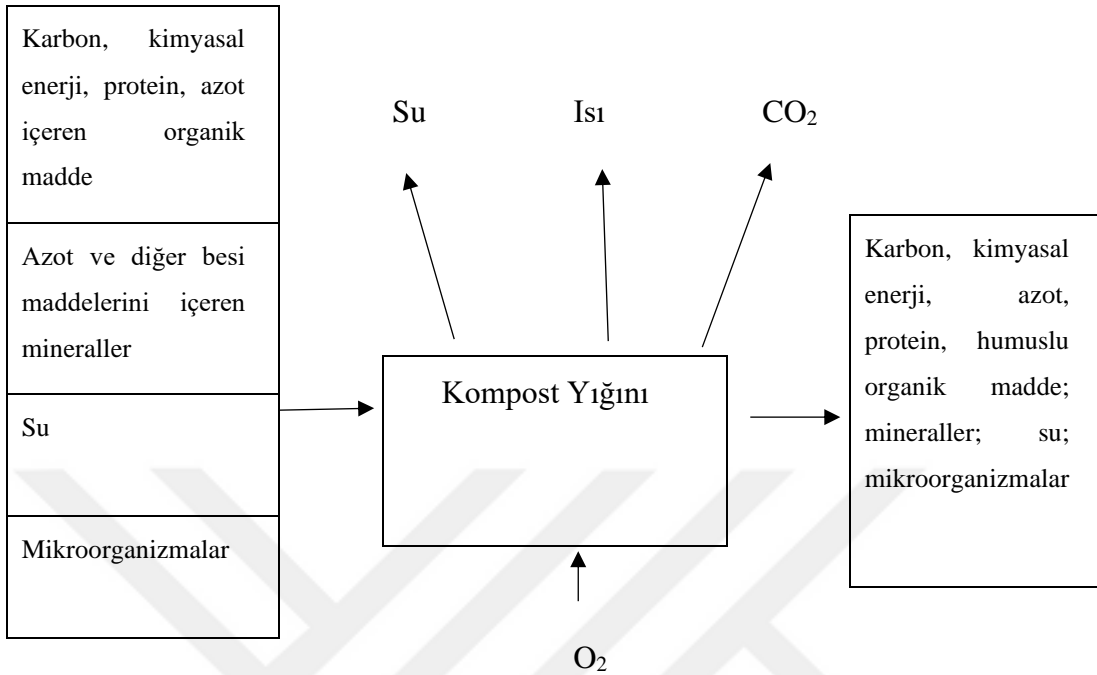 Karbon, kimyasal
enerji, protein, azot
içeren organik
madde
Azot ve diğer besi
maddelerini içeren
mineraller
Su
Mikroorganizmalar
Su Isı CO₂
Kompost Yığını
O₂
Karbon, kimyasal
enerji, azot,
protein, humuslu
organik madde;
mineraller; su;
mikroorganizmalar